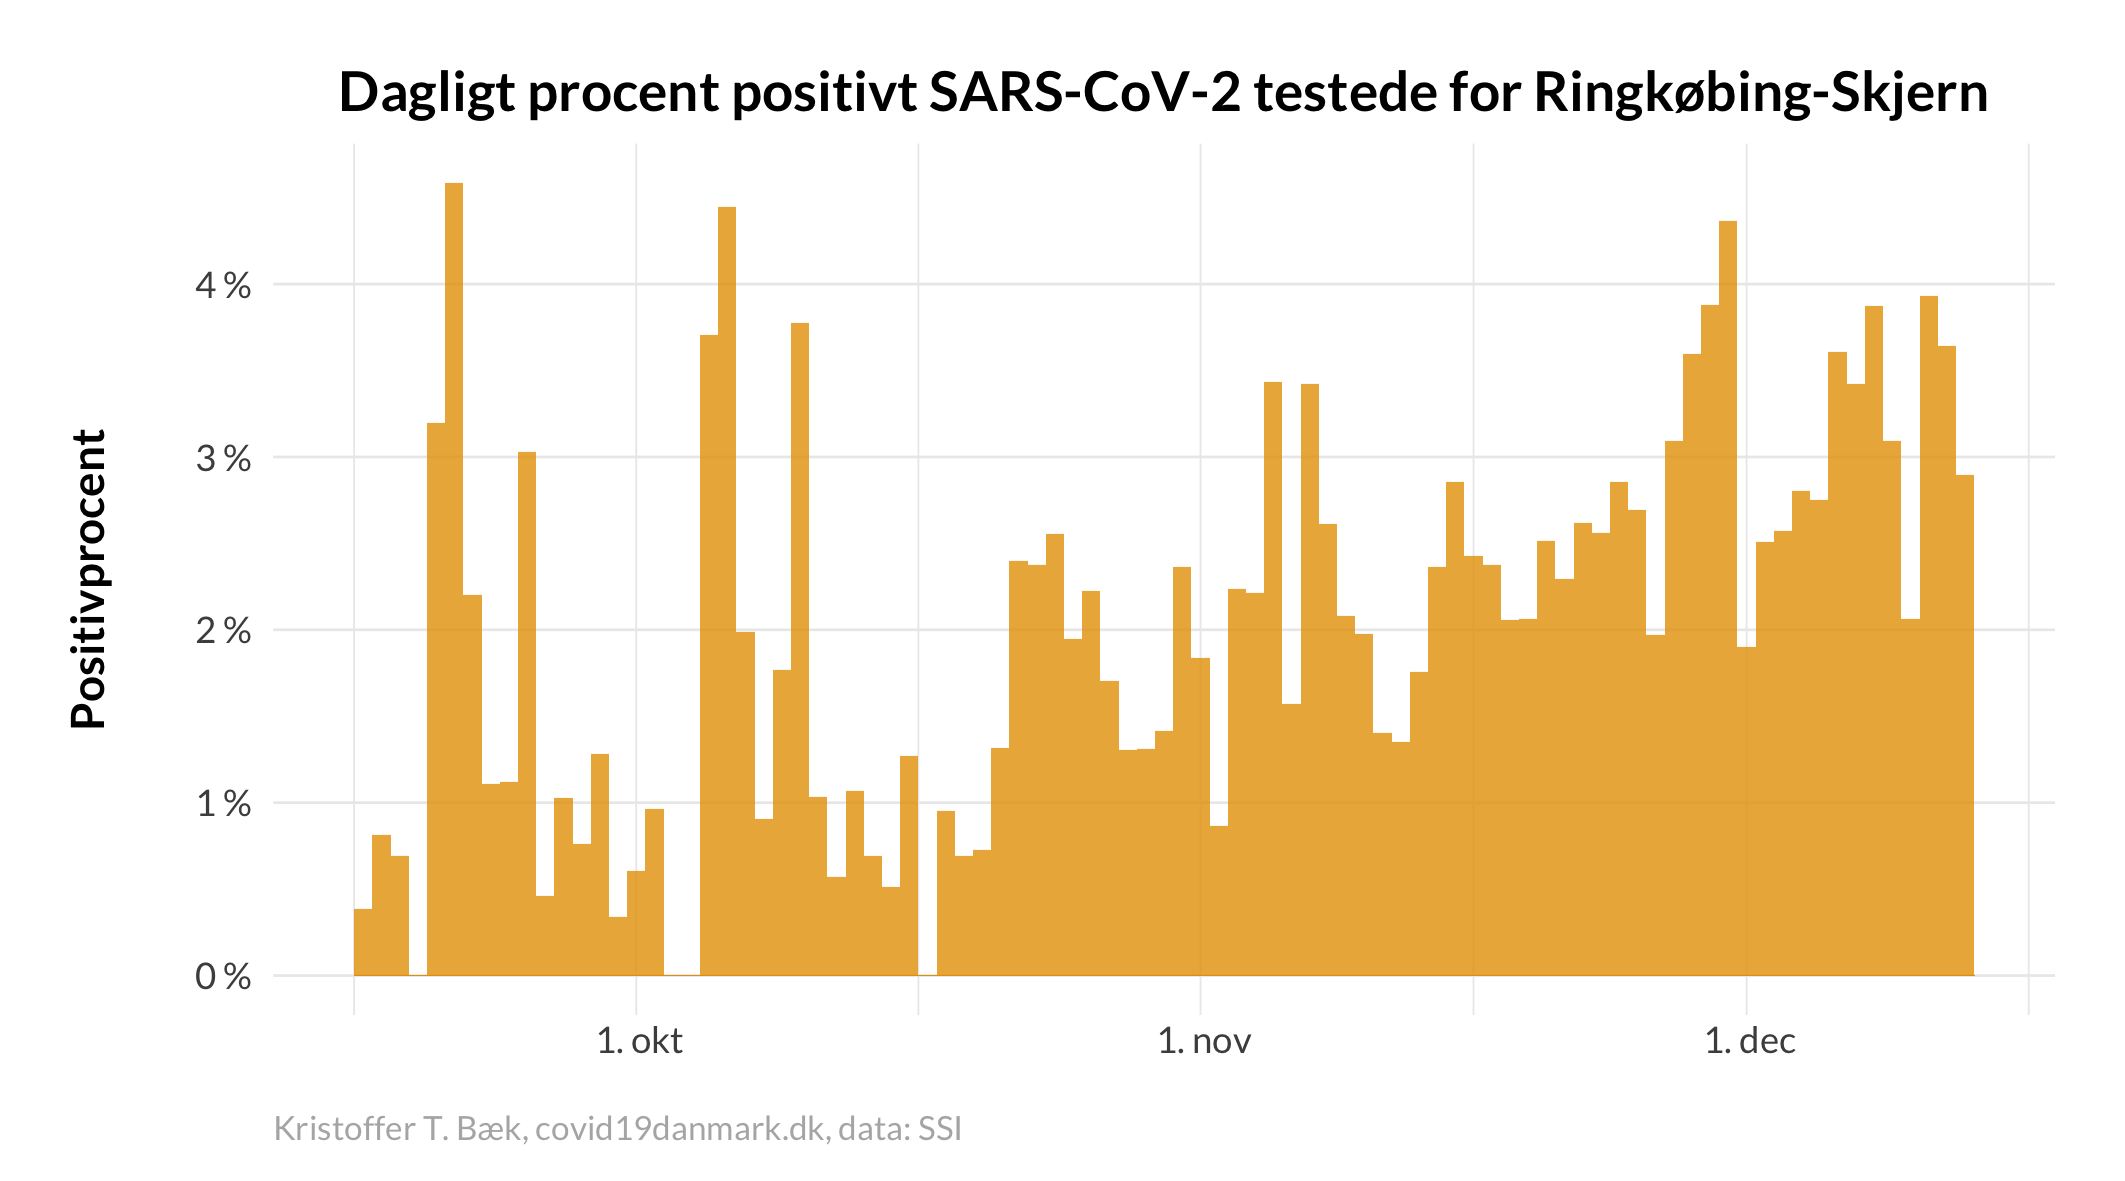 Dagligt procent positivt SARS-CoV-2 testede for Ringkøbing-Skjern
Positivprocent
4 %
3 %
2 %
1 %
0 %
1. okt
1. nov
1. dec
Kristoffer T. Bæk, covid19danmark.dk, data: SSI